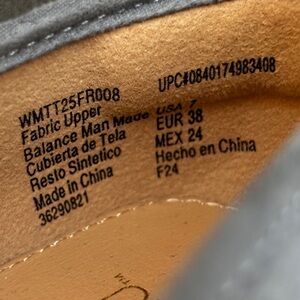 WMTT25FR008
Fabric Upper
Balance Man Made
Cubierta de Tela
Resto Sintetico
Made in China
36290821
UPC#0840174983408
USA 7
EUR 38
MEX 24
Hecho en China
F24